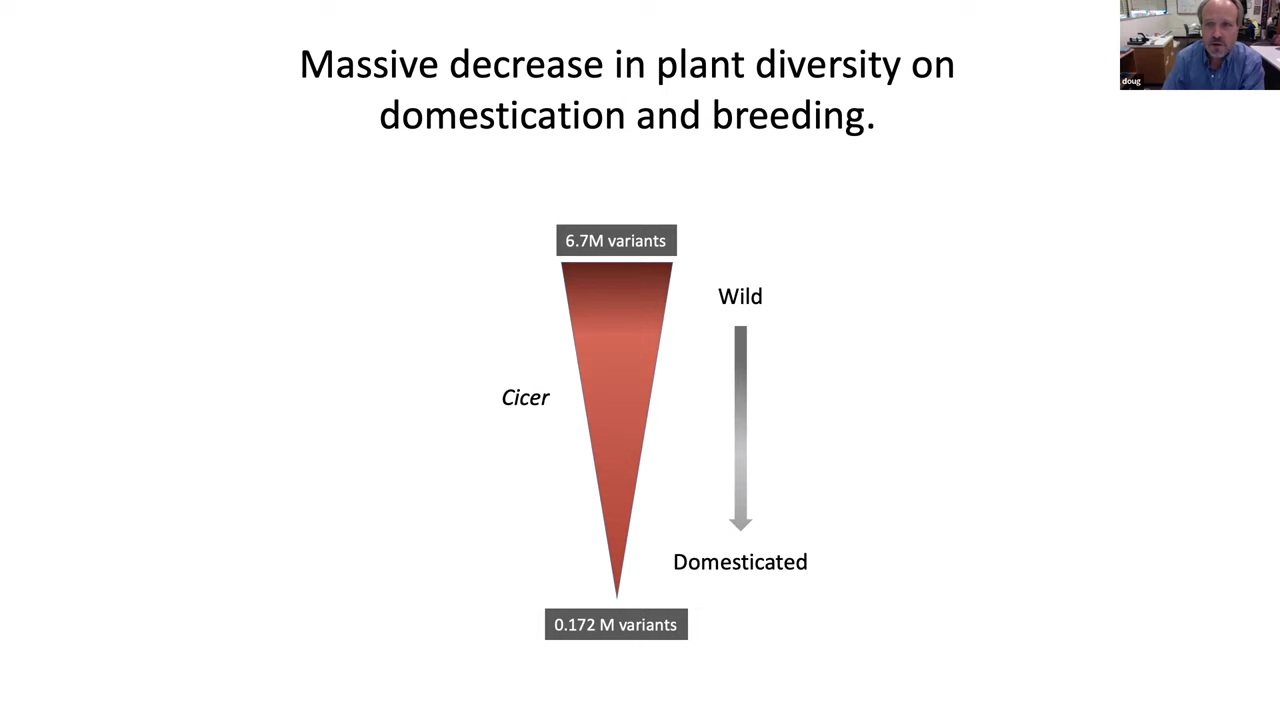 Massive decrease in plant diversity on
domestication and breeding.
doug
6.7M variants
Wild
Cicer
Domesticated
0.172 M variants